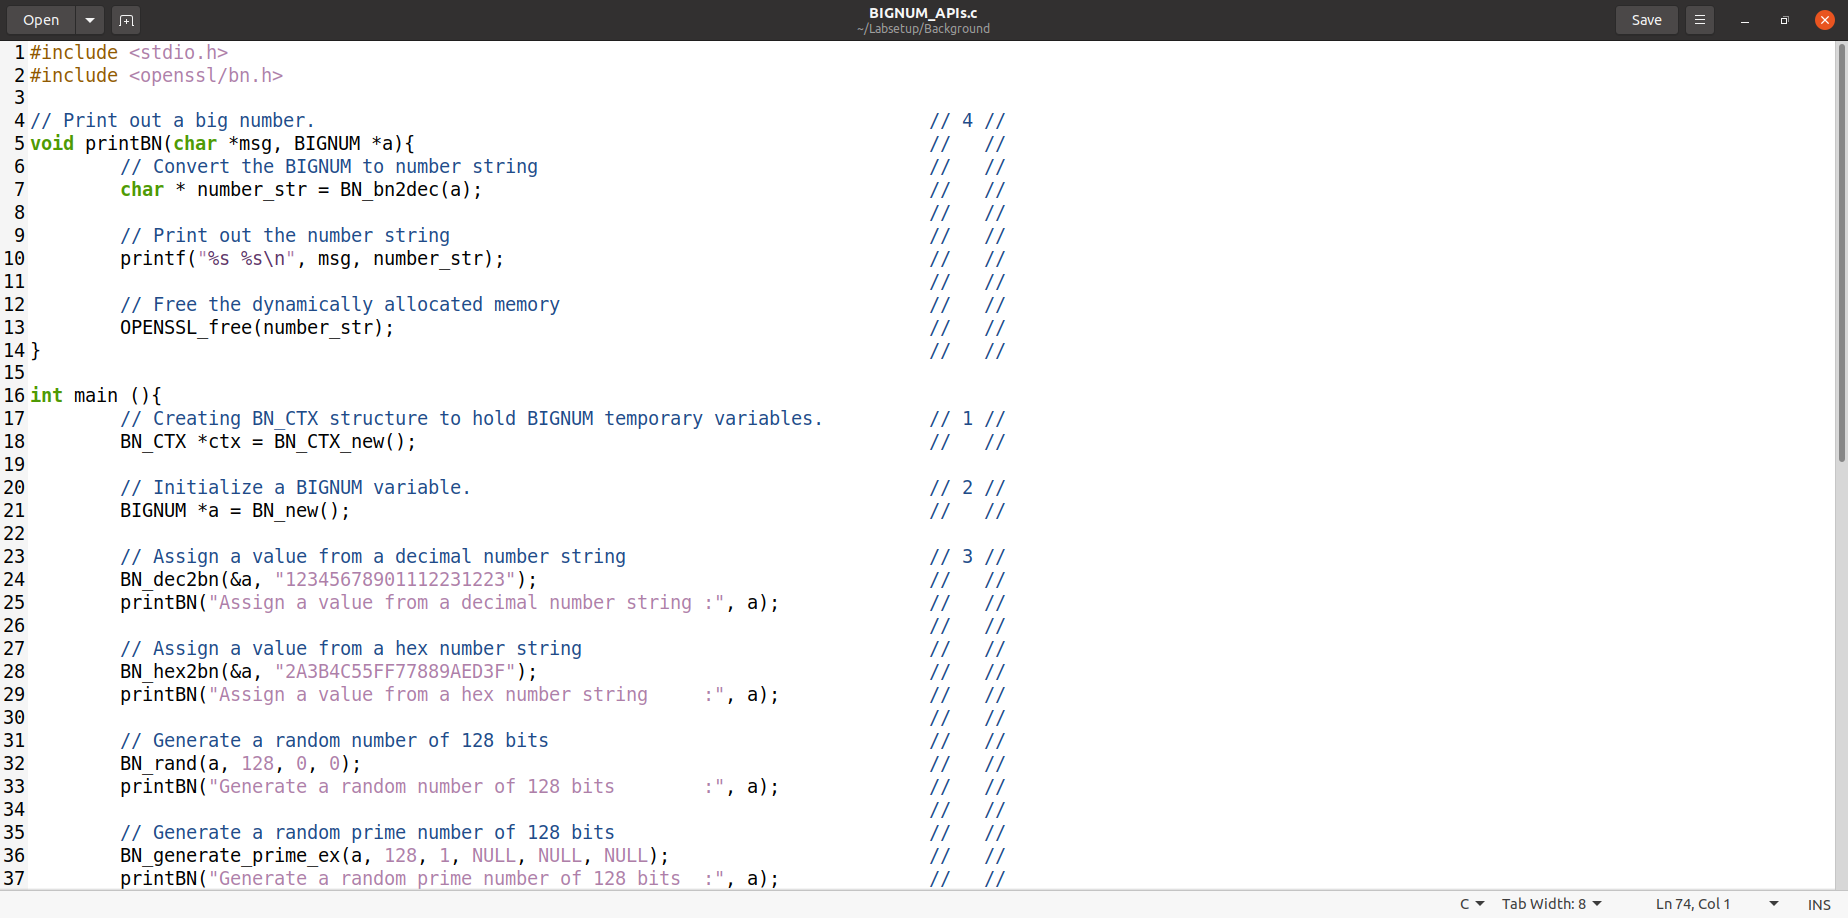 Open
BIGNUM_APIs.c
~/Labsetup/Background
Save
1 #include <stdio.h>
2 #include <openssl/bn.h>
3
4 // Print out a big number. // 4 //
5 void printBN(char *msg, BIGNUM *a){ // //
6 // Convert the BIGNUM to number string // //
7 char * number_str = BN_bn2dec(a); // //
8 // //
9 // Print out the number string // //
10 printf("%s %s\n", msg, number_str); // //
11 // //
12 // Free the dynamically allocated memory // //
13 OPENSSL_free(number_str); // //
14 } // //
15
16 int main (){
17 // Creating BN_CTX structure to hold BIGNUM temporary variables. // 1 //
18 BN_CTX *ctx = BN_CTX_new(); // //
19
20 // Initialize a BIGNUM variable. // 2 //
21 BIGNUM *a = BN_new(); // //
22
23 // Assign a value from a decimal number string // 3 //
24 BN_dec2bn(&a, "12345678901112231223"); // //
25 printBN("Assign a value from a decimal number string :", a); // //
26 // //
27 // Assign a value from a hex number string // //
28 BN_hex2bn(&a, "2A3B4C55FF77889AED3F"); // //
29 printBN("Assign a value from a hex number string     :", a); // //
30 // //
31 // Generate a random number of 128 bits // //
32 BN_rand(a, 128, 0, 0); // //
33 printBN("Generate a random number of 128 bits        :", a); // //
34 // //
35 // Generate a random prime number of 128 bits // //
36 BN_generate_prime_ex(a, 128, 1, NULL, NULL, NULL); // //
37 printBN("Generate a random prime number of 128 bits  :", a); // //
C Tab Width: 8 Ln 74, Col 1 INS